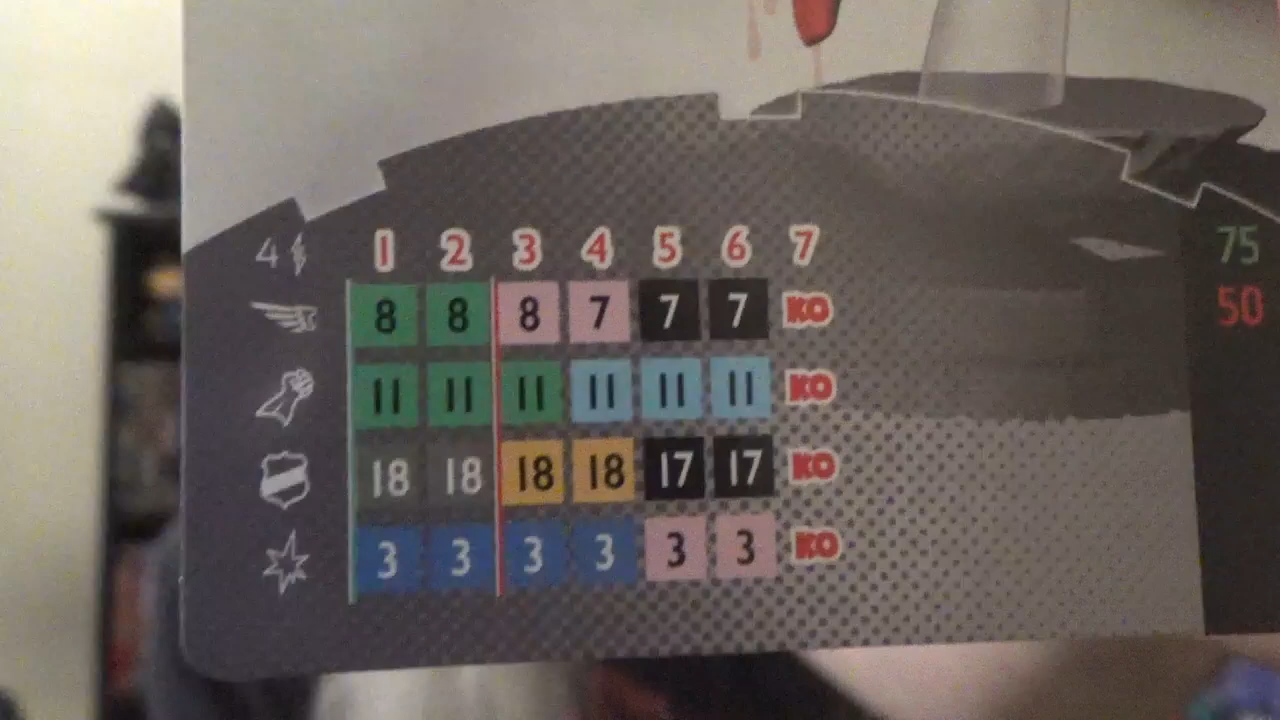 4 1 2 3 4 5 6 7
8 8 8 7 7 7 KO
11 11 11 11 11 11 KO
18 18 18 18 17 17 KO
3 3 3 3 3 3 KO
75
50